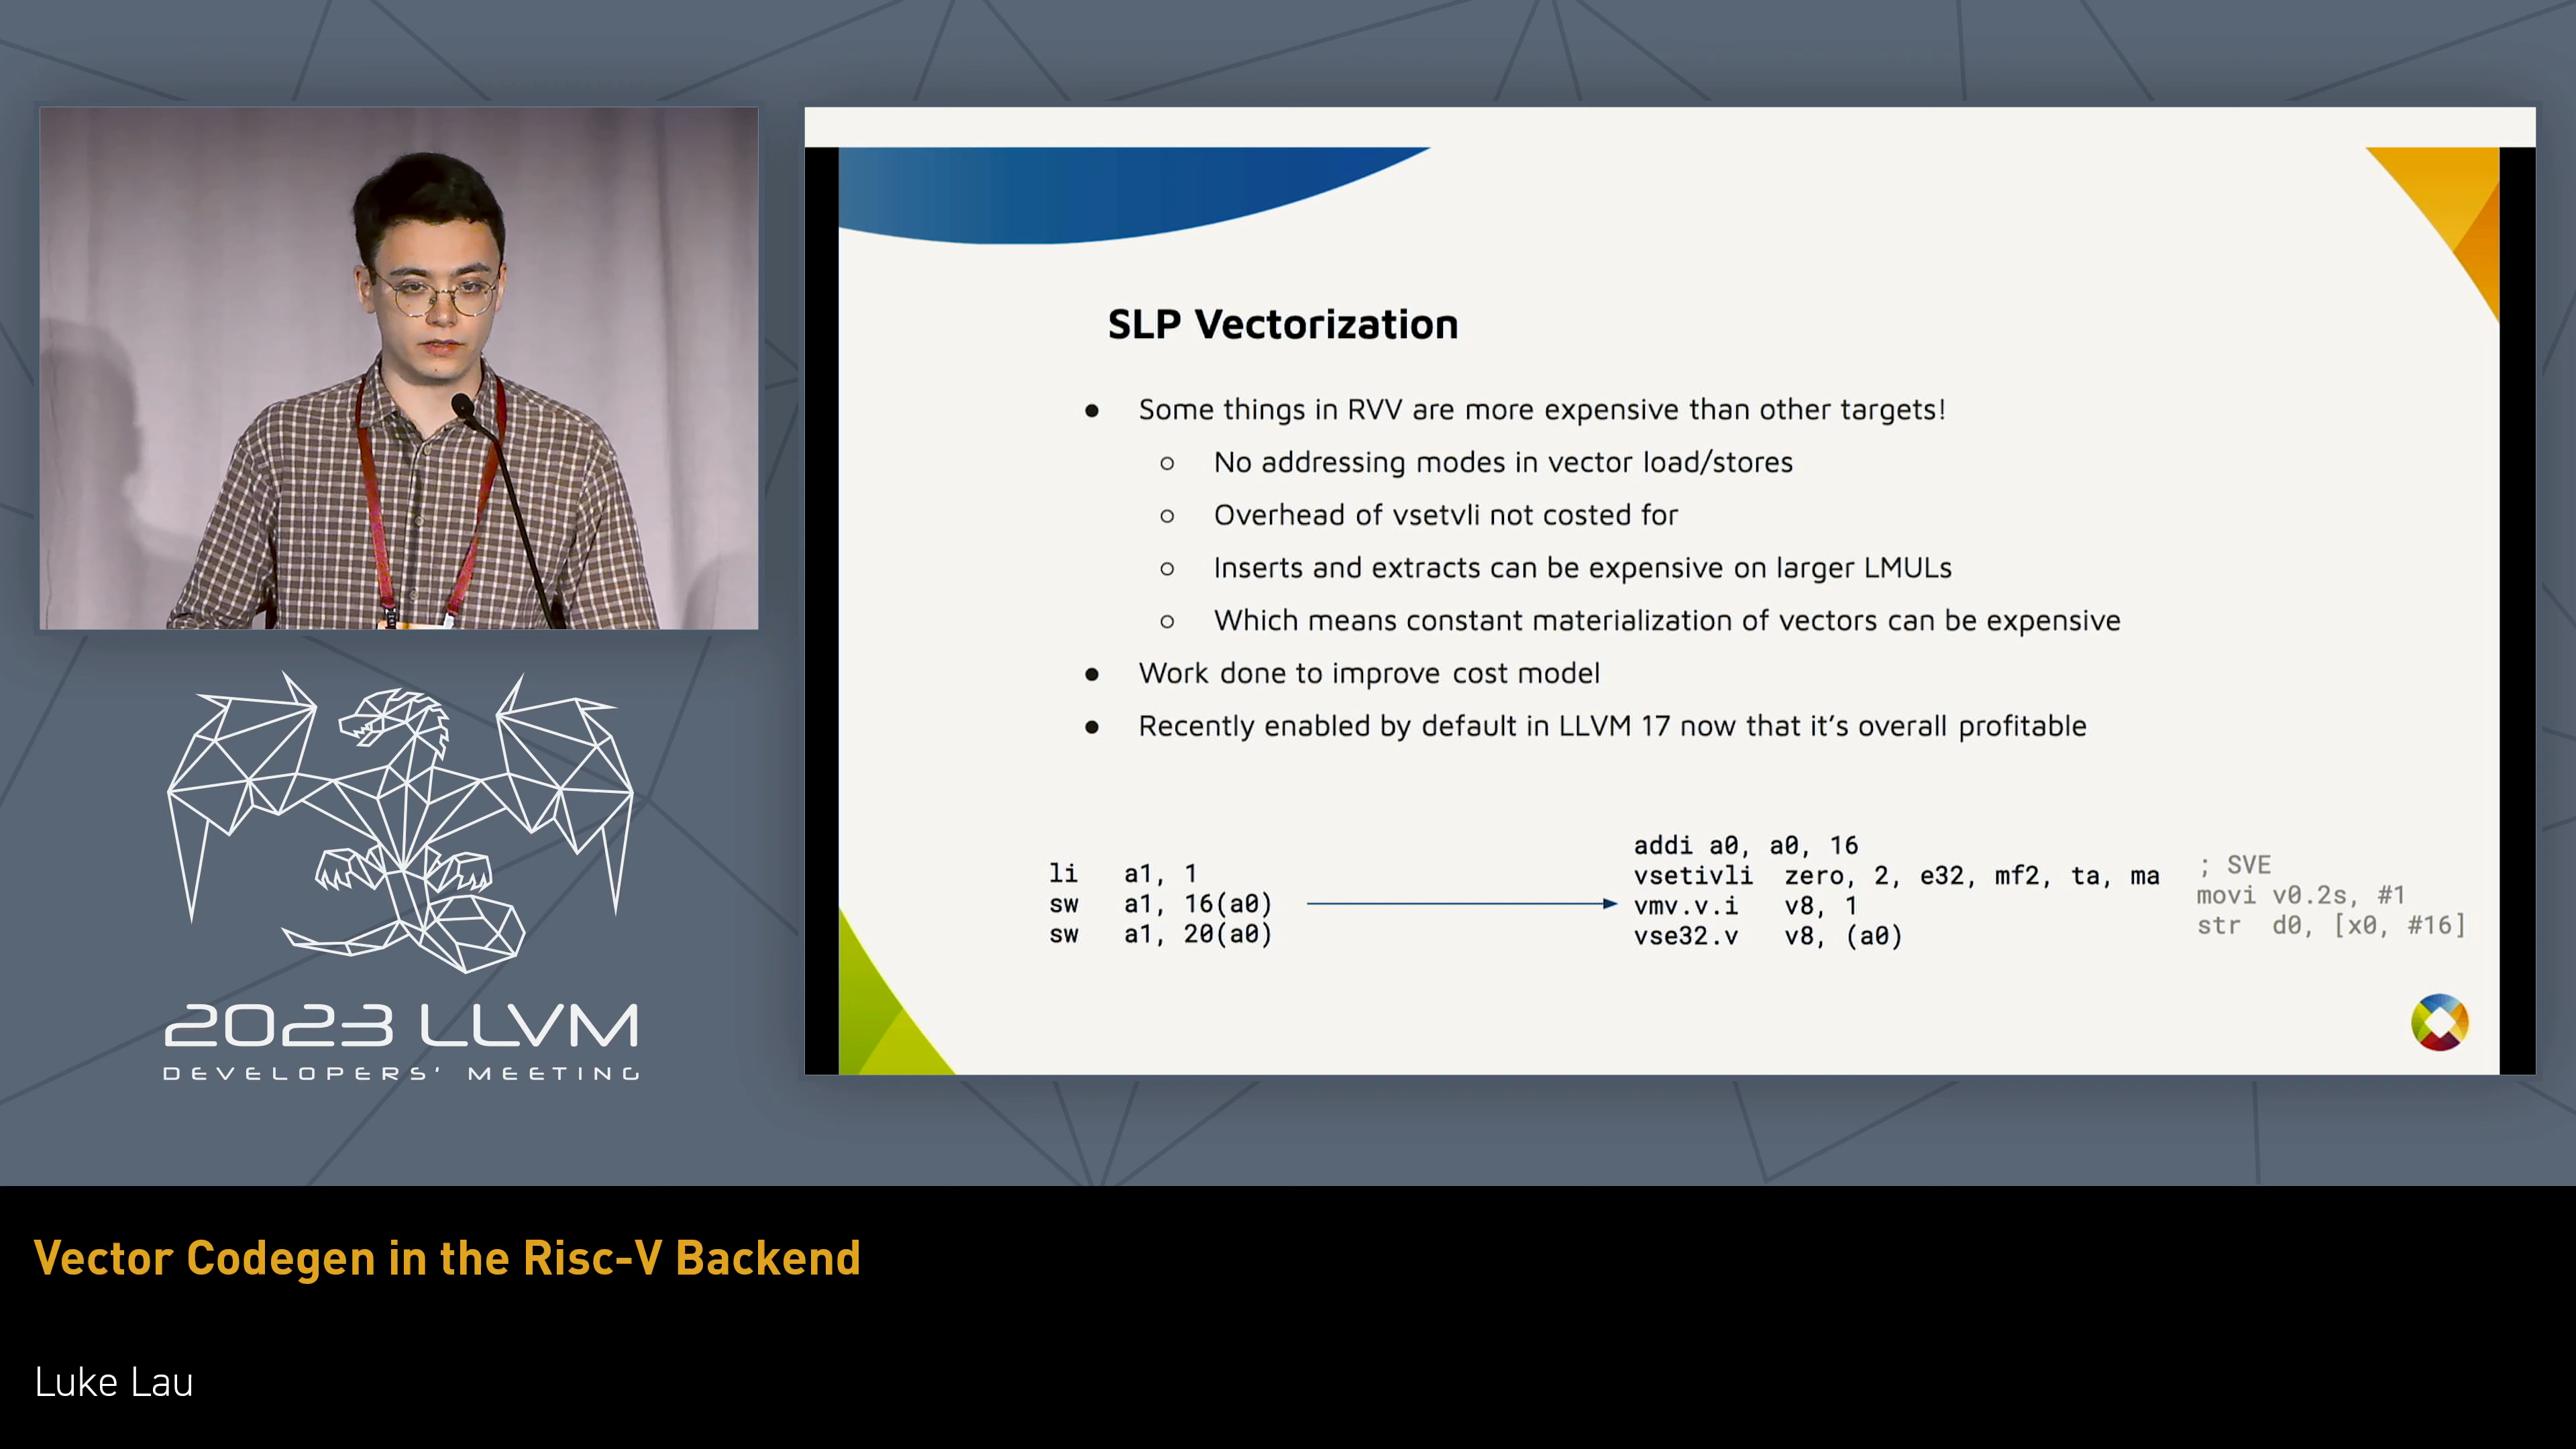 SLP Vectorization
● Some things in RVV are more expensive than other targets!
○ No addressing modes in vector load/stores
○ Overhead of vsetvli not costed for
○ Inserts and extracts can be expensive on larger LMULs
○ Which means constant materialization of vectors can be expensive
● Work done to improve cost model
● Recently enabled by default in LLVM 17 now that it’s overall profitable
li a1, 1
sw a1, 16(a0)
sw a1, 20(a0)
addi a0, a0, 16
vsetivli zero, 2, e32, mf2, ta, ma
vmv.v.i v8, 1
vse32.v v8, (a0)
; SVE
movi v0.2s, #1
str d0, [x0, #16]
2023 LLVM
DEVELOPERS' MEETING
Vector Codegen in the Risc-V Backend
Luke Lau